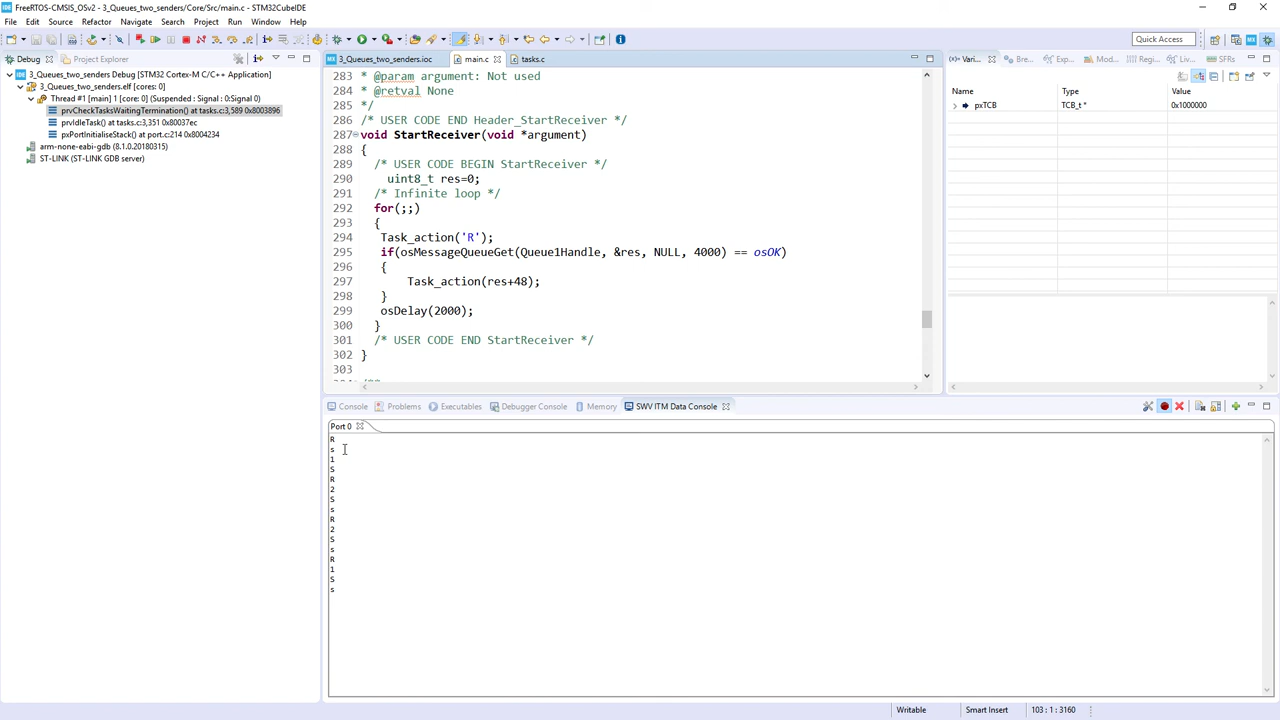 FreeRTOS-CMSIS_OSv2 - 3_Queues_two_senders/Core/Src/main.c - STM32CubeIDE
File Edit Source Refactor Navigate Search Project Run Window Help
Quick Access
Debug Project Explorer
3_Queues_two_senders Debug [STM32 Cortex-M C/C++ Application]
3_Queues_two_senders.elf [cores: 0]
Thread #1 [main] 1 [core: 0] (Suspended : Signal : 0:Signal)
prvCheckTasksWaitingTermination() at tasks.c:3,589 0x8003896
prvIdleTask() at tasks.c:3,351 0x80037ec
pxPortInitialiseStack() at port.c:214 0x8004234
arm-none-eabi-gdb (8.1.0.20180315)
ST-LINK (ST-LINK GDB server)
3_Queues_two_senders.ioc main.c tasks.c
283 * @param argument: Not used
284 * @retval None
285 */
286 /* USER CODE END Header_StartReceiver */
287 void StartReceiver(void *argument)
288 {
289 /* USER CODE BEGIN StartReceiver */
290 uint8_t res=0;
291 /* Infinite loop */
292 for(;;)
293 {
294 Task_action('R');
295 if(osMessageQueueGet(Queue1Handle, &res, NULL, 4000) == osOK)
296 {
297 Task_action(res+48);
298 }
299 osDelay(2000);
300 }
301 /* USER CODE END StartReceiver */
302 }
303
Vari... Bre... Exp... Mod... Regi... Live... SFRs
Name Type Value
pxTCB TCB_t * 0x1000000
Console Problems Executables Debugger Console Memory SWV ITM Data Console
Port 0
R
s
1
S
R
2
S
s
R
2
S
s
R
1
S
s
Writable Smart Insert 103 : 1 : 3160